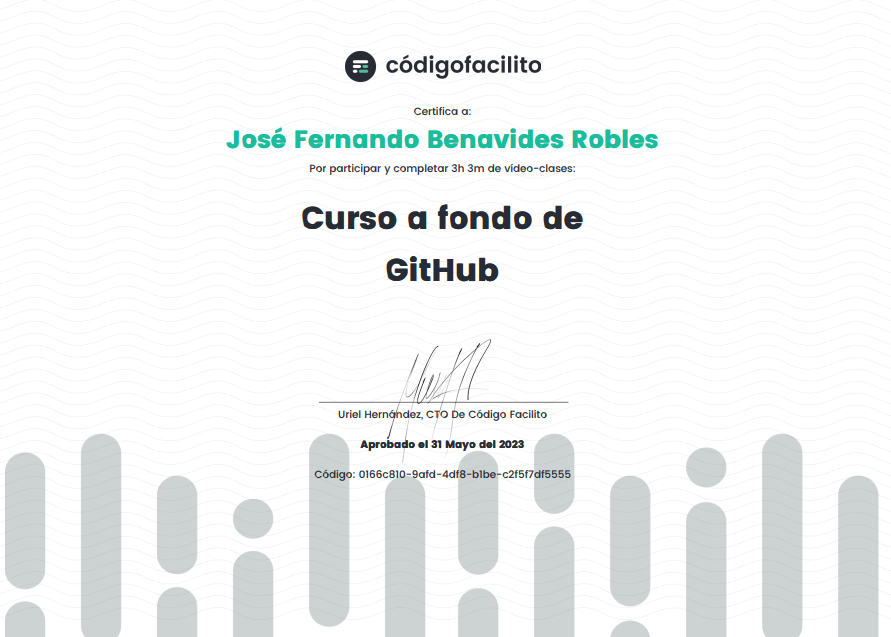 códigofacilito
Certifica a:
José Fernando Benavides Robles
Por participar y completar 3h 3m de vídeo-clases:
Curso a fondo de
GitHub
Uriel Hernández, CTO De Código Facilito
Aprobado el 31 Mayo del 2023
Código: 0166c810-9afd-4df8-b1be-c2f5f7df5555